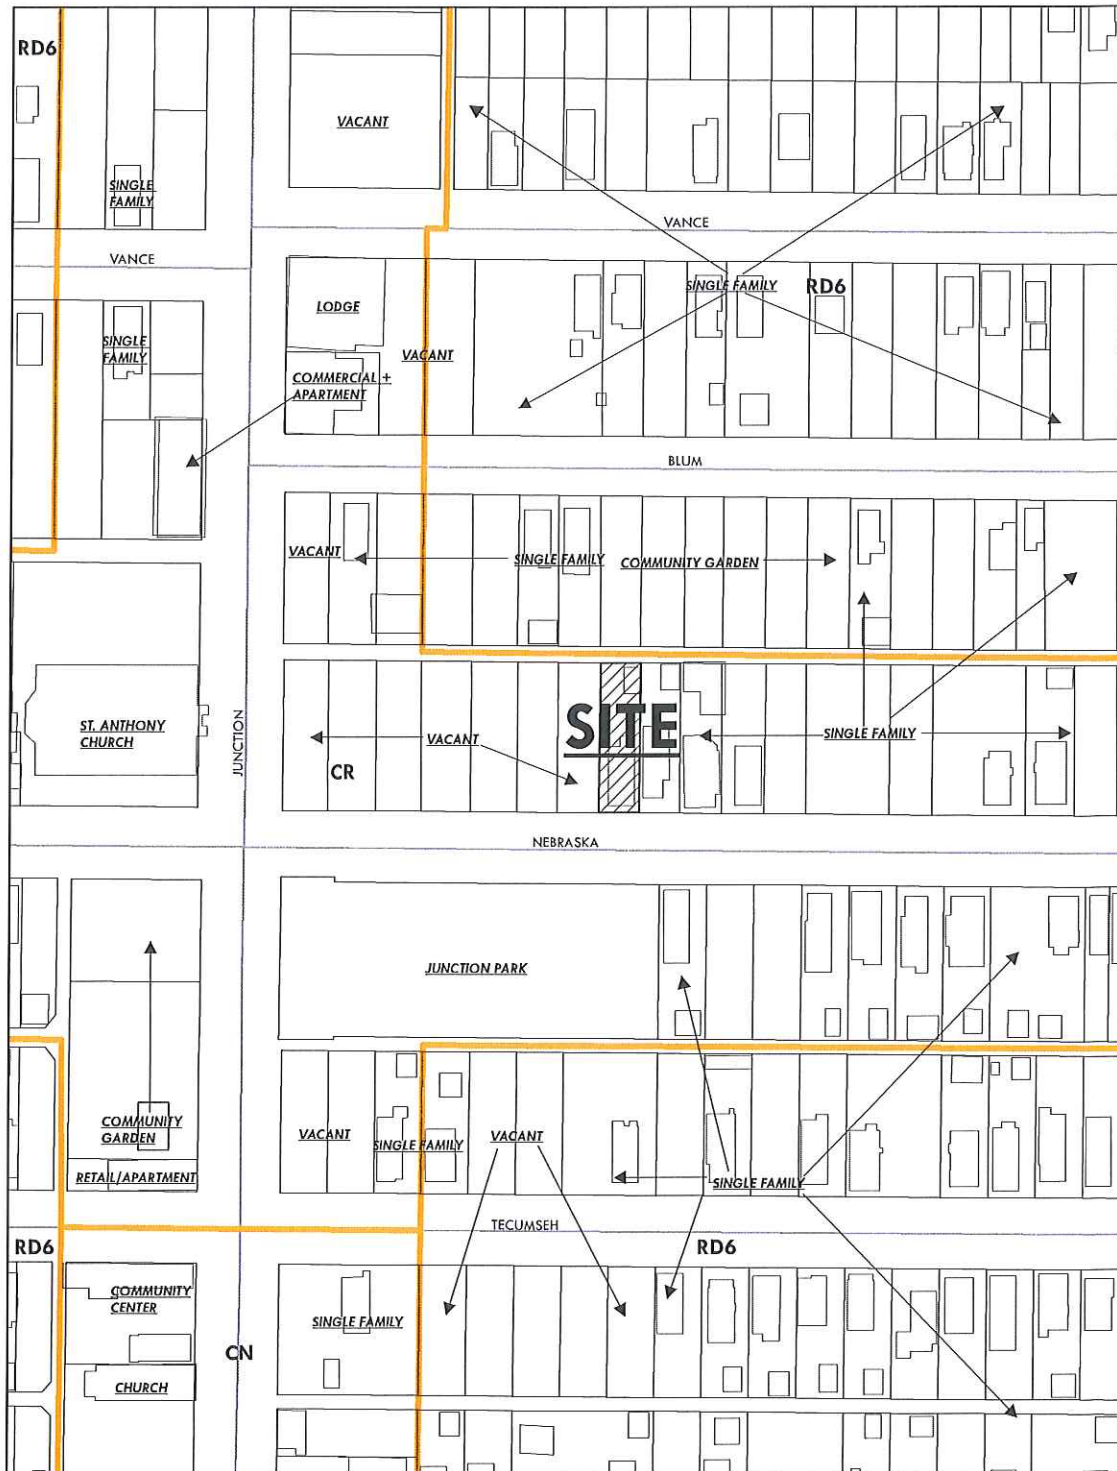 RD6
VACANT
SINGLE
FAMILY
VANCE
VANCE
LODGE
SINGLE FAMILY
RD6
SINGLE
FAMILY
VACANT
COMMERCIAL +
APARTMENT
BLUM
VACANT
SINGLE FAMILY
COMMUNITY GARDEN
SITE
ST. ANTHONY
CHURCH
JUNCTION
VACANT
SINGLE FAMILY
CR
NEBRASKA
JUNCTION PARK
COMMUNITY
GARDEN
VACANT
SINGLE FAMILY
VACANT
RETAIL/APARTMENT
SINGLE FAMILY
TECUMSEH
RD6
RD6
COMMUNITY
CENTER
SINGLE FAMILY
CN
CHURCH